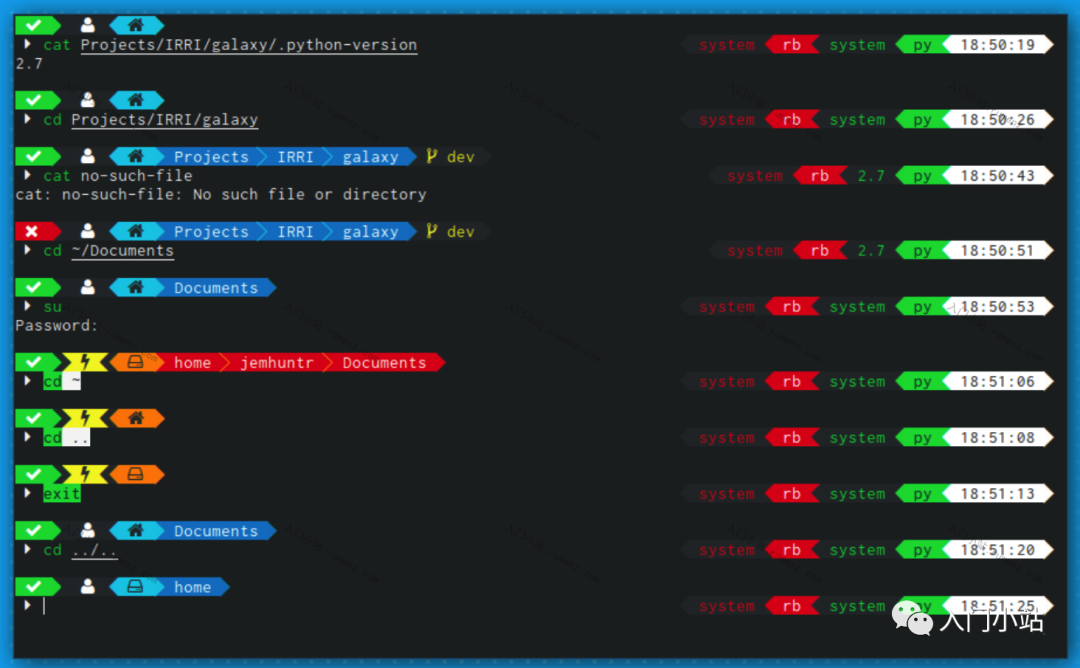 cat Projects/IRRI/galaxy/.python-version system rb system py 18:50:19
2.7
cd Projects/IRRI/galaxy system rb system py 18:50:26
Projects IRRI galaxy dev
cat no-such-file system rb 2.7 py 18:50:43
cat: no-such-file: No such file or directory
Projects IRRI galaxy dev
cd ~/Documents system rb 2.7 py 18:50:51
Documents
su system rb system py 18:50:53
Password:
home jemhuntr Documents
cd ~ system rb system py 18:51:06
cd .. system rb system py 18:51:08
exit system rb system py 18:51:13
Documents
cd ../.. system rb system py 18:51:20
home
system rb system py 18:51:25
入门小站